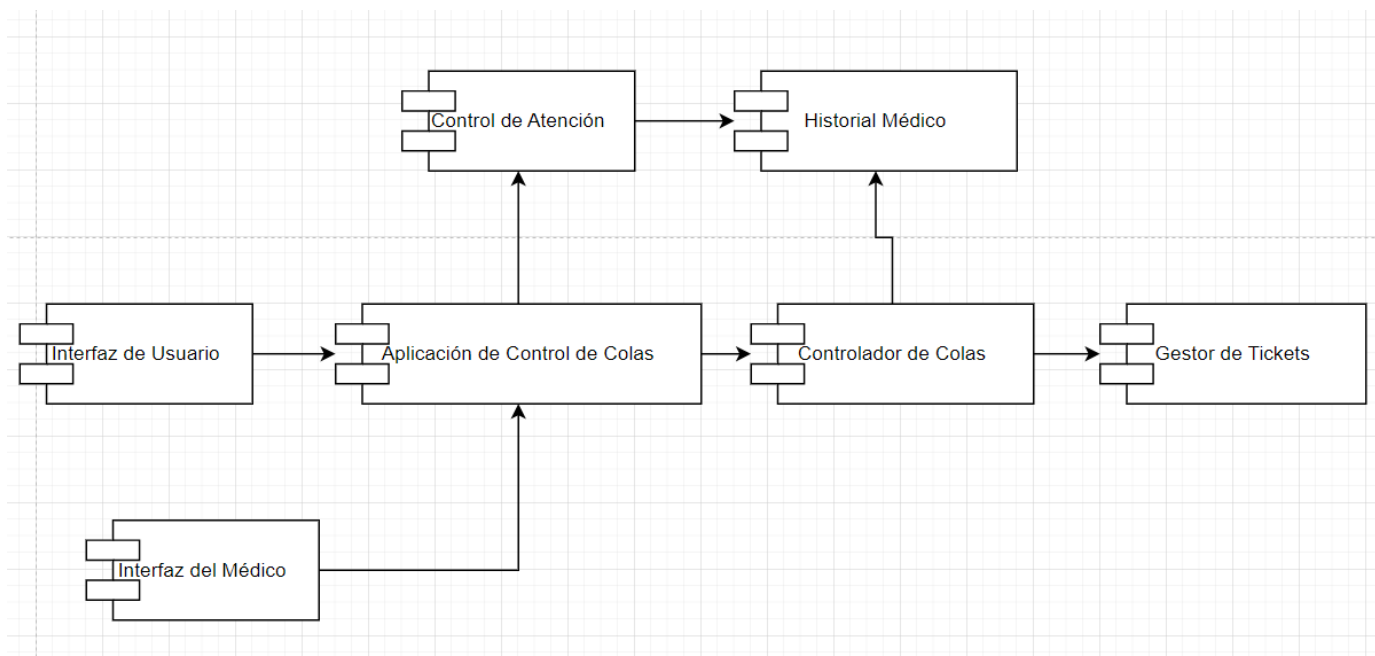 Control de Atención
Historial Médico
Interfaz de Usuario
Aplicación de Control de Colas
Controlador de Colas
Gestor de Tickets
Interfaz del Médico